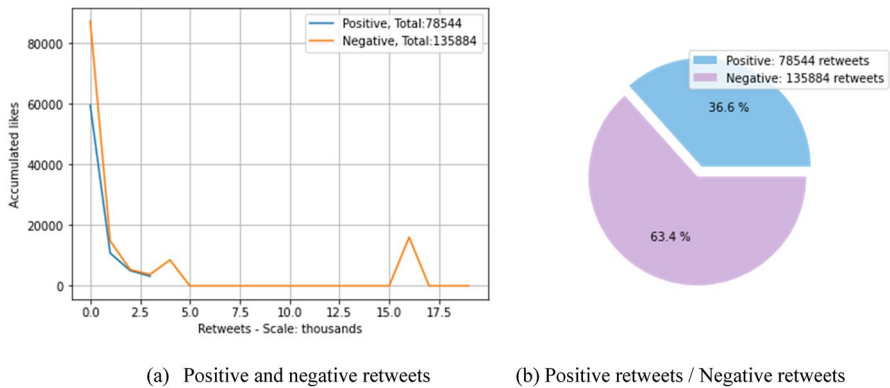 Positive, Total:78544
Negative, Total:135884
80000
60000
40000
20000
0
Accumulated likes
0.0 2.5 5.0 7.5 10.0 12.5 15.0 17.5
Retweets - Scale: thousands
Positive: 78544 retweets
Negative: 135884 retweets
36.6 %
63.4 %
(a) Positive and negative retweets
(b) Positive retweets / Negative retweets